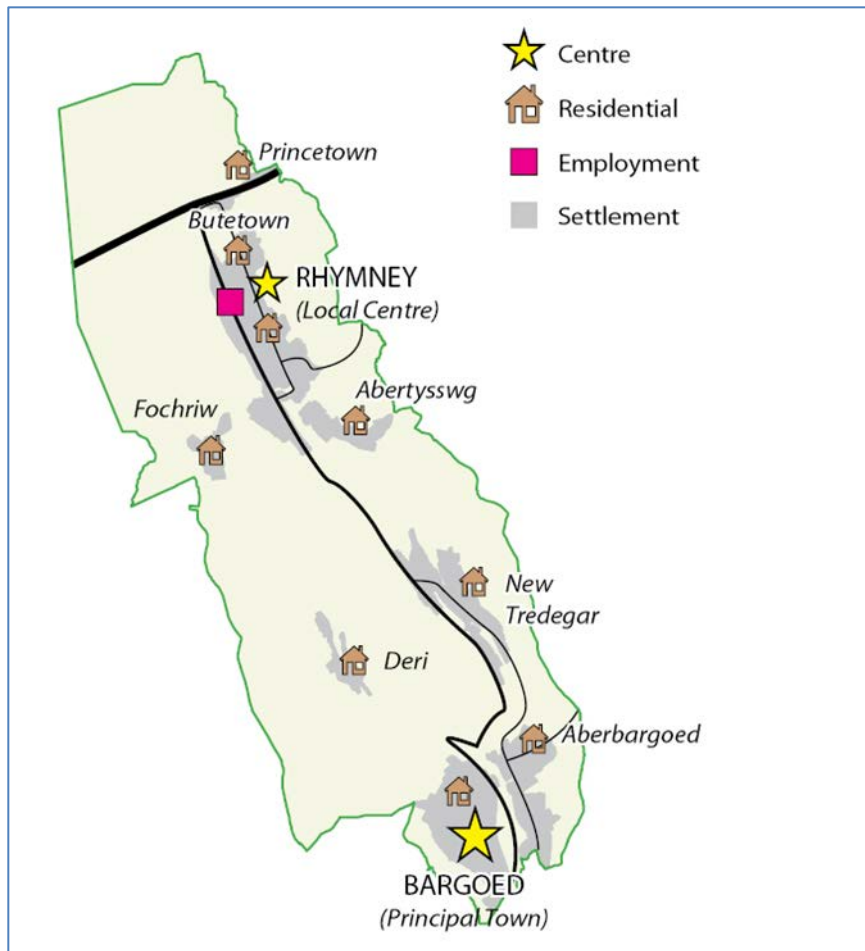 Centre
Residential
Employment
Settlement
Princetown
Butetown
RHYMNEY
(Local Centre)
Abertysswg
Fochriw
New
Tredegar
Deri
Aberbargoed
BARGOED
(Principal Town)